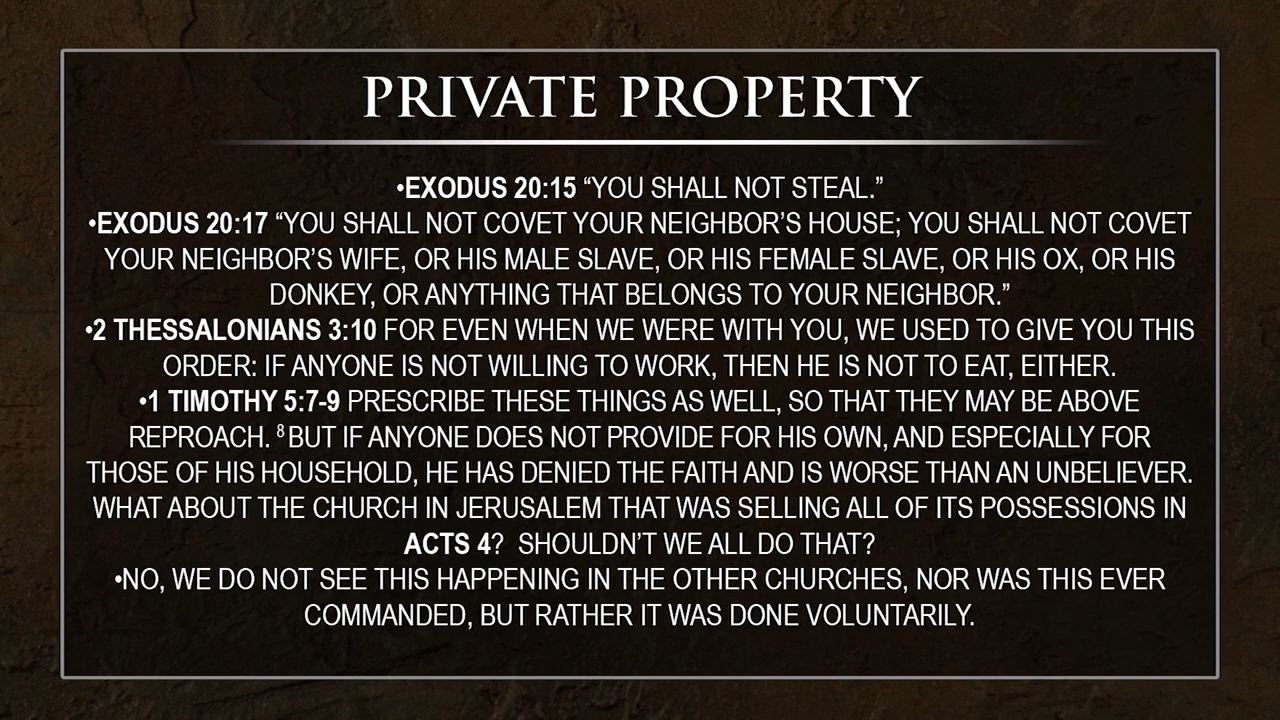 PRIVATE PROPERTY
•EXODUS 20:15 “YOU SHALL NOT STEAL.”
•EXODUS 20:17 “YOU SHALL NOT COVET YOUR NEIGHBOR’S HOUSE; YOU SHALL NOT COVET
YOUR NEIGHBOR’S WIFE, OR HIS MALE SLAVE, OR HIS FEMALE SLAVE, OR HIS OX, OR HIS
DONKEY, OR ANYTHING THAT BELONGS TO YOUR NEIGHBOR.”
•2 THESSALONIANS 3:10 FOR EVEN WHEN WE WERE WITH YOU, WE USED TO GIVE YOU THIS
ORDER: IF ANYONE IS NOT WILLING TO WORK, THEN HE IS NOT TO EAT, EITHER.
•1 TIMOTHY 5:7-9 PRESCRIBE THESE THINGS AS WELL, SO THAT THEY MAY BE ABOVE
REPROACH. 8 BUT IF ANYONE DOES NOT PROVIDE FOR HIS OWN, AND ESPECIALLY FOR
THOSE OF HIS HOUSEHOLD, HE HAS DENIED THE FAITH AND IS WORSE THAN AN UNBELIEVER.
WHAT ABOUT THE CHURCH IN JERUSALEM THAT WAS SELLING ALL OF ITS POSSESSIONS IN
ACTS 4? SHOULDN’T WE ALL DO THAT?
•NO, WE DO NOT SEE THIS HAPPENING IN THE OTHER CHURCHES, NOR WAS THIS EVER
COMMANDED, BUT RATHER IT WAS DONE VOLUNTARILY.